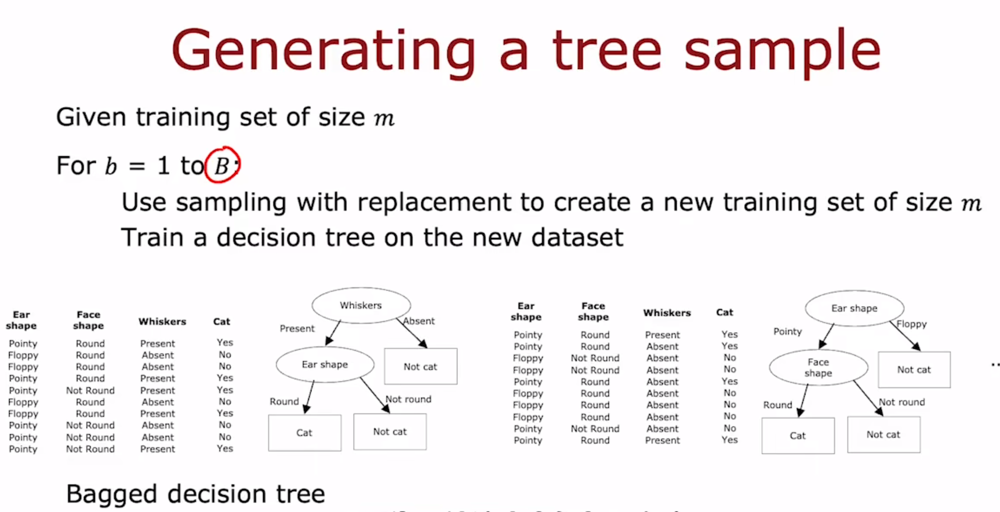 Generating a tree sample
Given training set of size m
For b = 1 to B:
Use sampling with replacement to create a new training set of size m
Train a decision tree on the new dataset
Ear shape Face shape Whiskers Cat
Pointy Round Present Yes
Floppy Round Absent No
Floppy Round Absent No
Pointy Round Present Yes
Pointy Not Round Present Yes
Floppy Round Absent No
Floppy Round Present Yes
Pointy Not Round Absent No
Pointy Not Round Absent No
Pointy Not Round Present Yes
Whiskers
Present Absent
Ear shape Not cat
Round Not round
Cat Not cat
Ear shape Face shape Whiskers Cat
Pointy Round Present Yes
Pointy Round Absent Yes
Floppy Not Round Absent No
Floppy Not Round Absent No
Pointy Round Absent Yes
Floppy Round Absent No
Floppy Round Absent No
Floppy Round Absent No
Pointy Not Round Absent No
Pointy Round Present Yes
Ear shape
Pointy Floppy
Face shape Not cat
Round Not round
Cat Not cat
..
Bagged decision tree